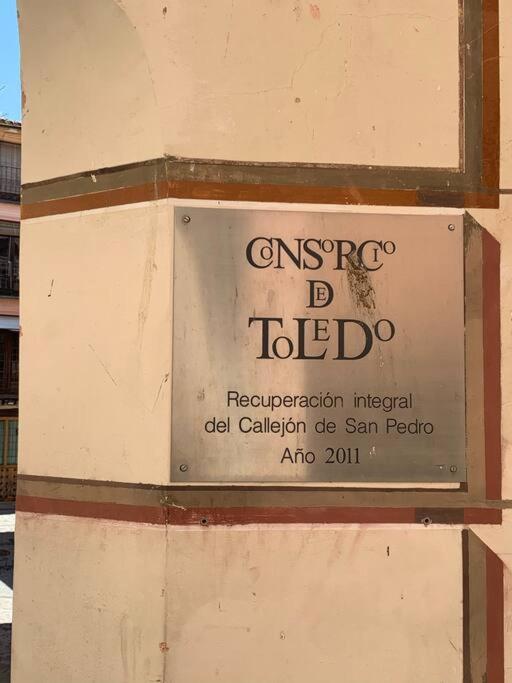 CONSORCIO
DE
TOLEDO
Recuperación integral
del Callejón de San Pedro
Año 2011